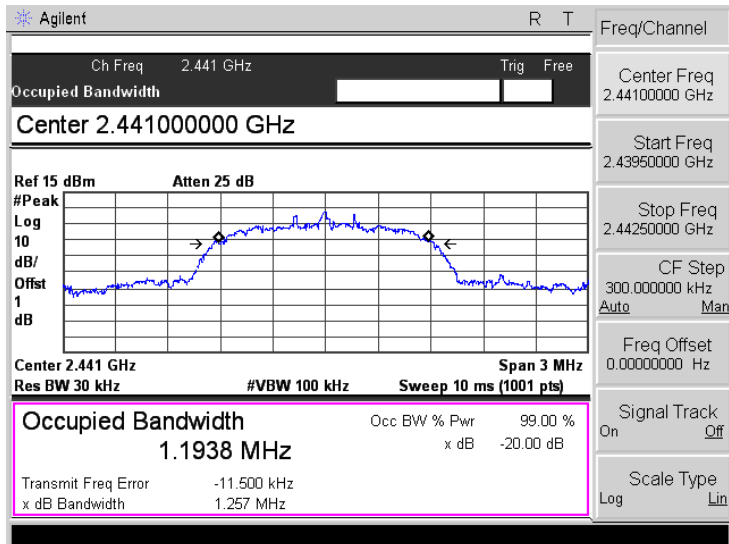 Agilent R T
Freq/Channel
Ch Freq 2.441 GHz Trig Free
Occupied Bandwidth
Center 2.441000000 GHz
Center Freq
2.44100000 GHz
Start Freq
2.43950000 GHz
Stop Freq
2.44250000 GHz
CF Step
300.000000 kHz
Auto Man
Freq Offset
0.00000000 Hz
Signal Track
On Off
Scale Type
Log Lin
Ref 15 dBm Atten 25 dB
#Peak
Log
10
dB/
Offst
1
dB
Center 2.441 GHz Span 3 MHz
Res BW 30 kHz #VBW 100 kHz Sweep 10 ms (1001 pts)
Occupied Bandwidth
1.1938 MHz
Occ BW % Pwr 99.00 %
x dB -20.00 dB
Transmit Freq Error -11.500 kHz
x dB Bandwidth 1.257 MHz